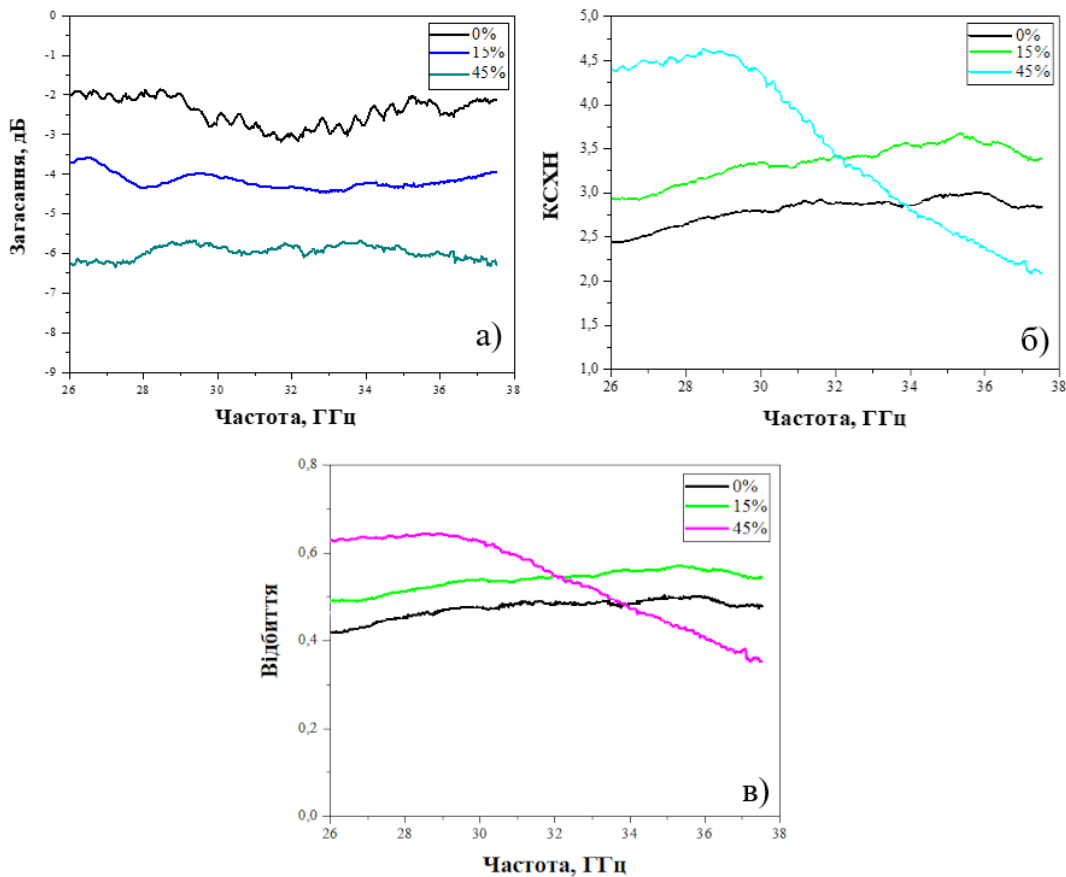 0
-1
-2
-3
-4
-5
-6
-7
-8
-9
Загасання, дБ
0%
15%
45%
а)
26 28 30 32 34 36 38
Частота, ГГц
5,0
4,5
4,0
3,5
3,0
2,5
2,0
1,5
1,0
КСХН
0%
15%
45%
б)
26 28 30 32 34 36 38
Частота, ГГц
0,8
0,6
0,4
0,2
0,0
Відбиття
0%
15%
45%
в)
26 28 30 32 34 36 38
Частота, ГГц